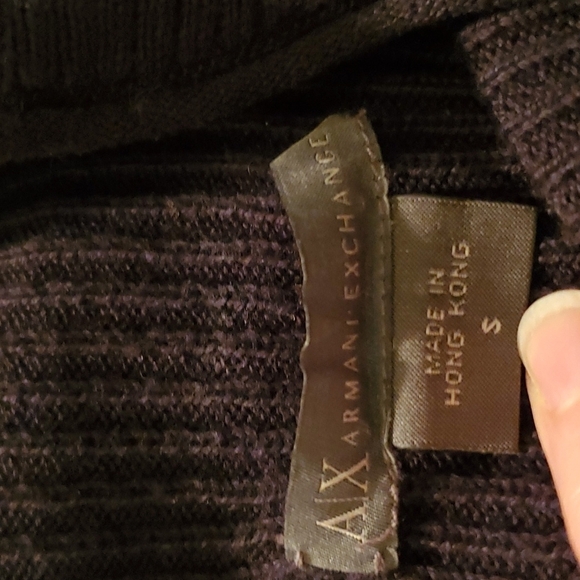 A|X ARMANI EXCHANGE
MADE IN
HONG KONG
S